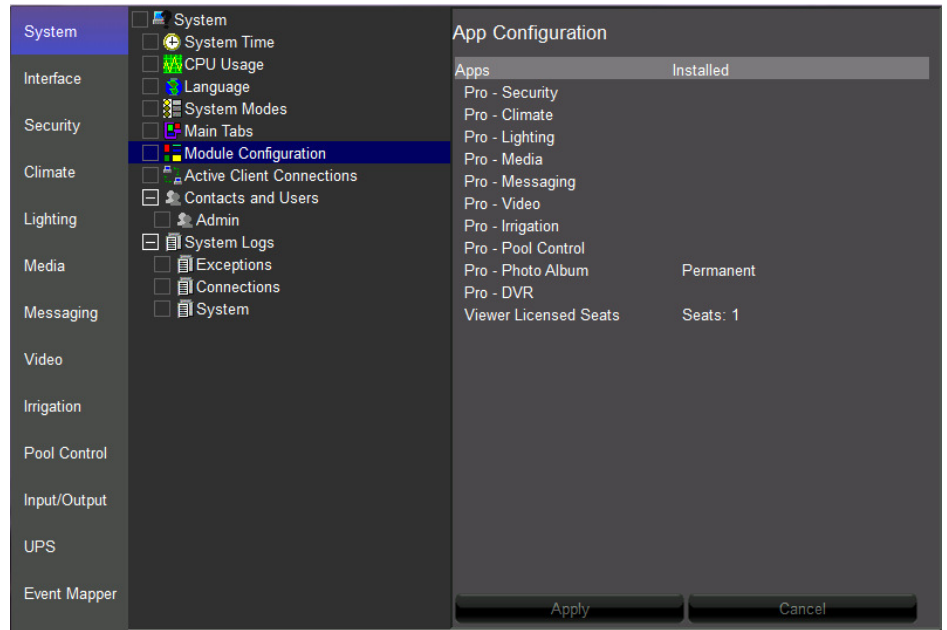 System
Interface
Security
Climate
Lighting
Media
Messaging
Video
Irrigation
Pool Control
Input/Output
UPS
Event Mapper
System
System Time
CPU Usage
Language
System Modes
Main Tabs
Module Configuration
Active Client Connections
Contacts and Users
Admin
System Logs
Exceptions
Connections
System
App Configuration
Apps Installed
Pro - Security
Pro - Climate
Pro - Lighting
Pro - Media
Pro - Messaging
Pro - Video
Pro - Irrigation
Pro - Pool Control
Pro - Photo Album Permanent
Pro - DVR
Viewer Licensed Seats Seats: 1
Apply Cancel